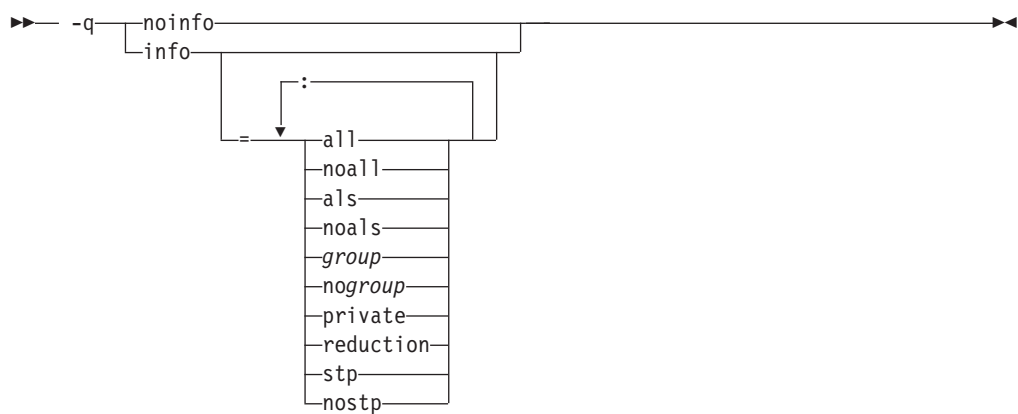 -q noinfo
info
:
= all
noall
als
noals
group
nogroup
private
reduction
stp
nostp